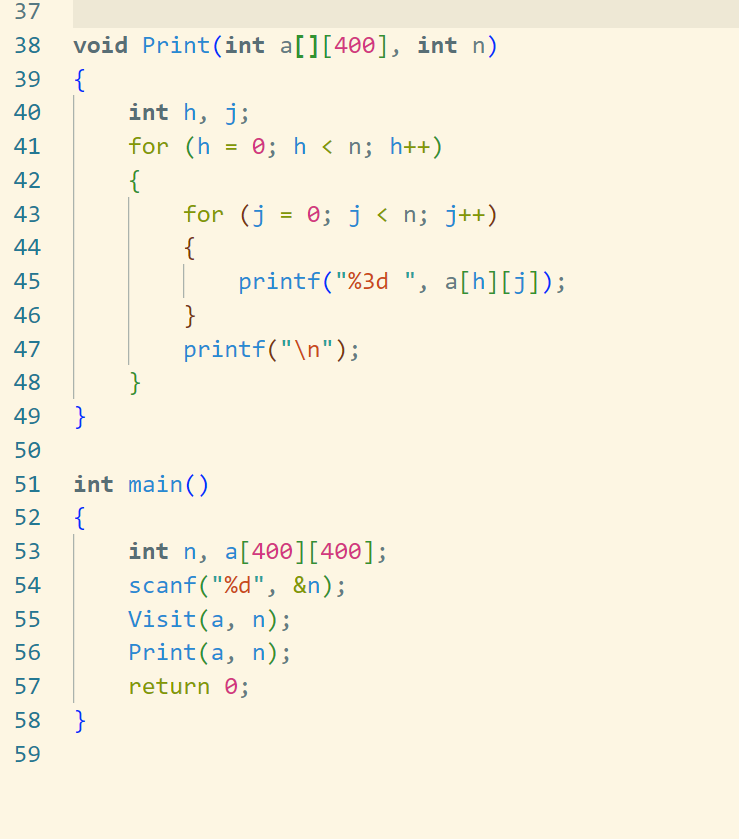 37
38 void Print(int a[][400], int n)
39 {
40     int h, j;
41     for (h = 0; h < n; h++)
42     {
43         for (j = 0; j < n; j++)
44         {
45             printf("%3d ", a[h][j]);
46         }
47         printf("\n");
48     }
49 }
50
51 int main()
52 {
53     int n, a[400][400];
54     scanf("%d", &n);
55     Visit(a, n);
56     Print(a, n);
57     return 0;
58 }
59